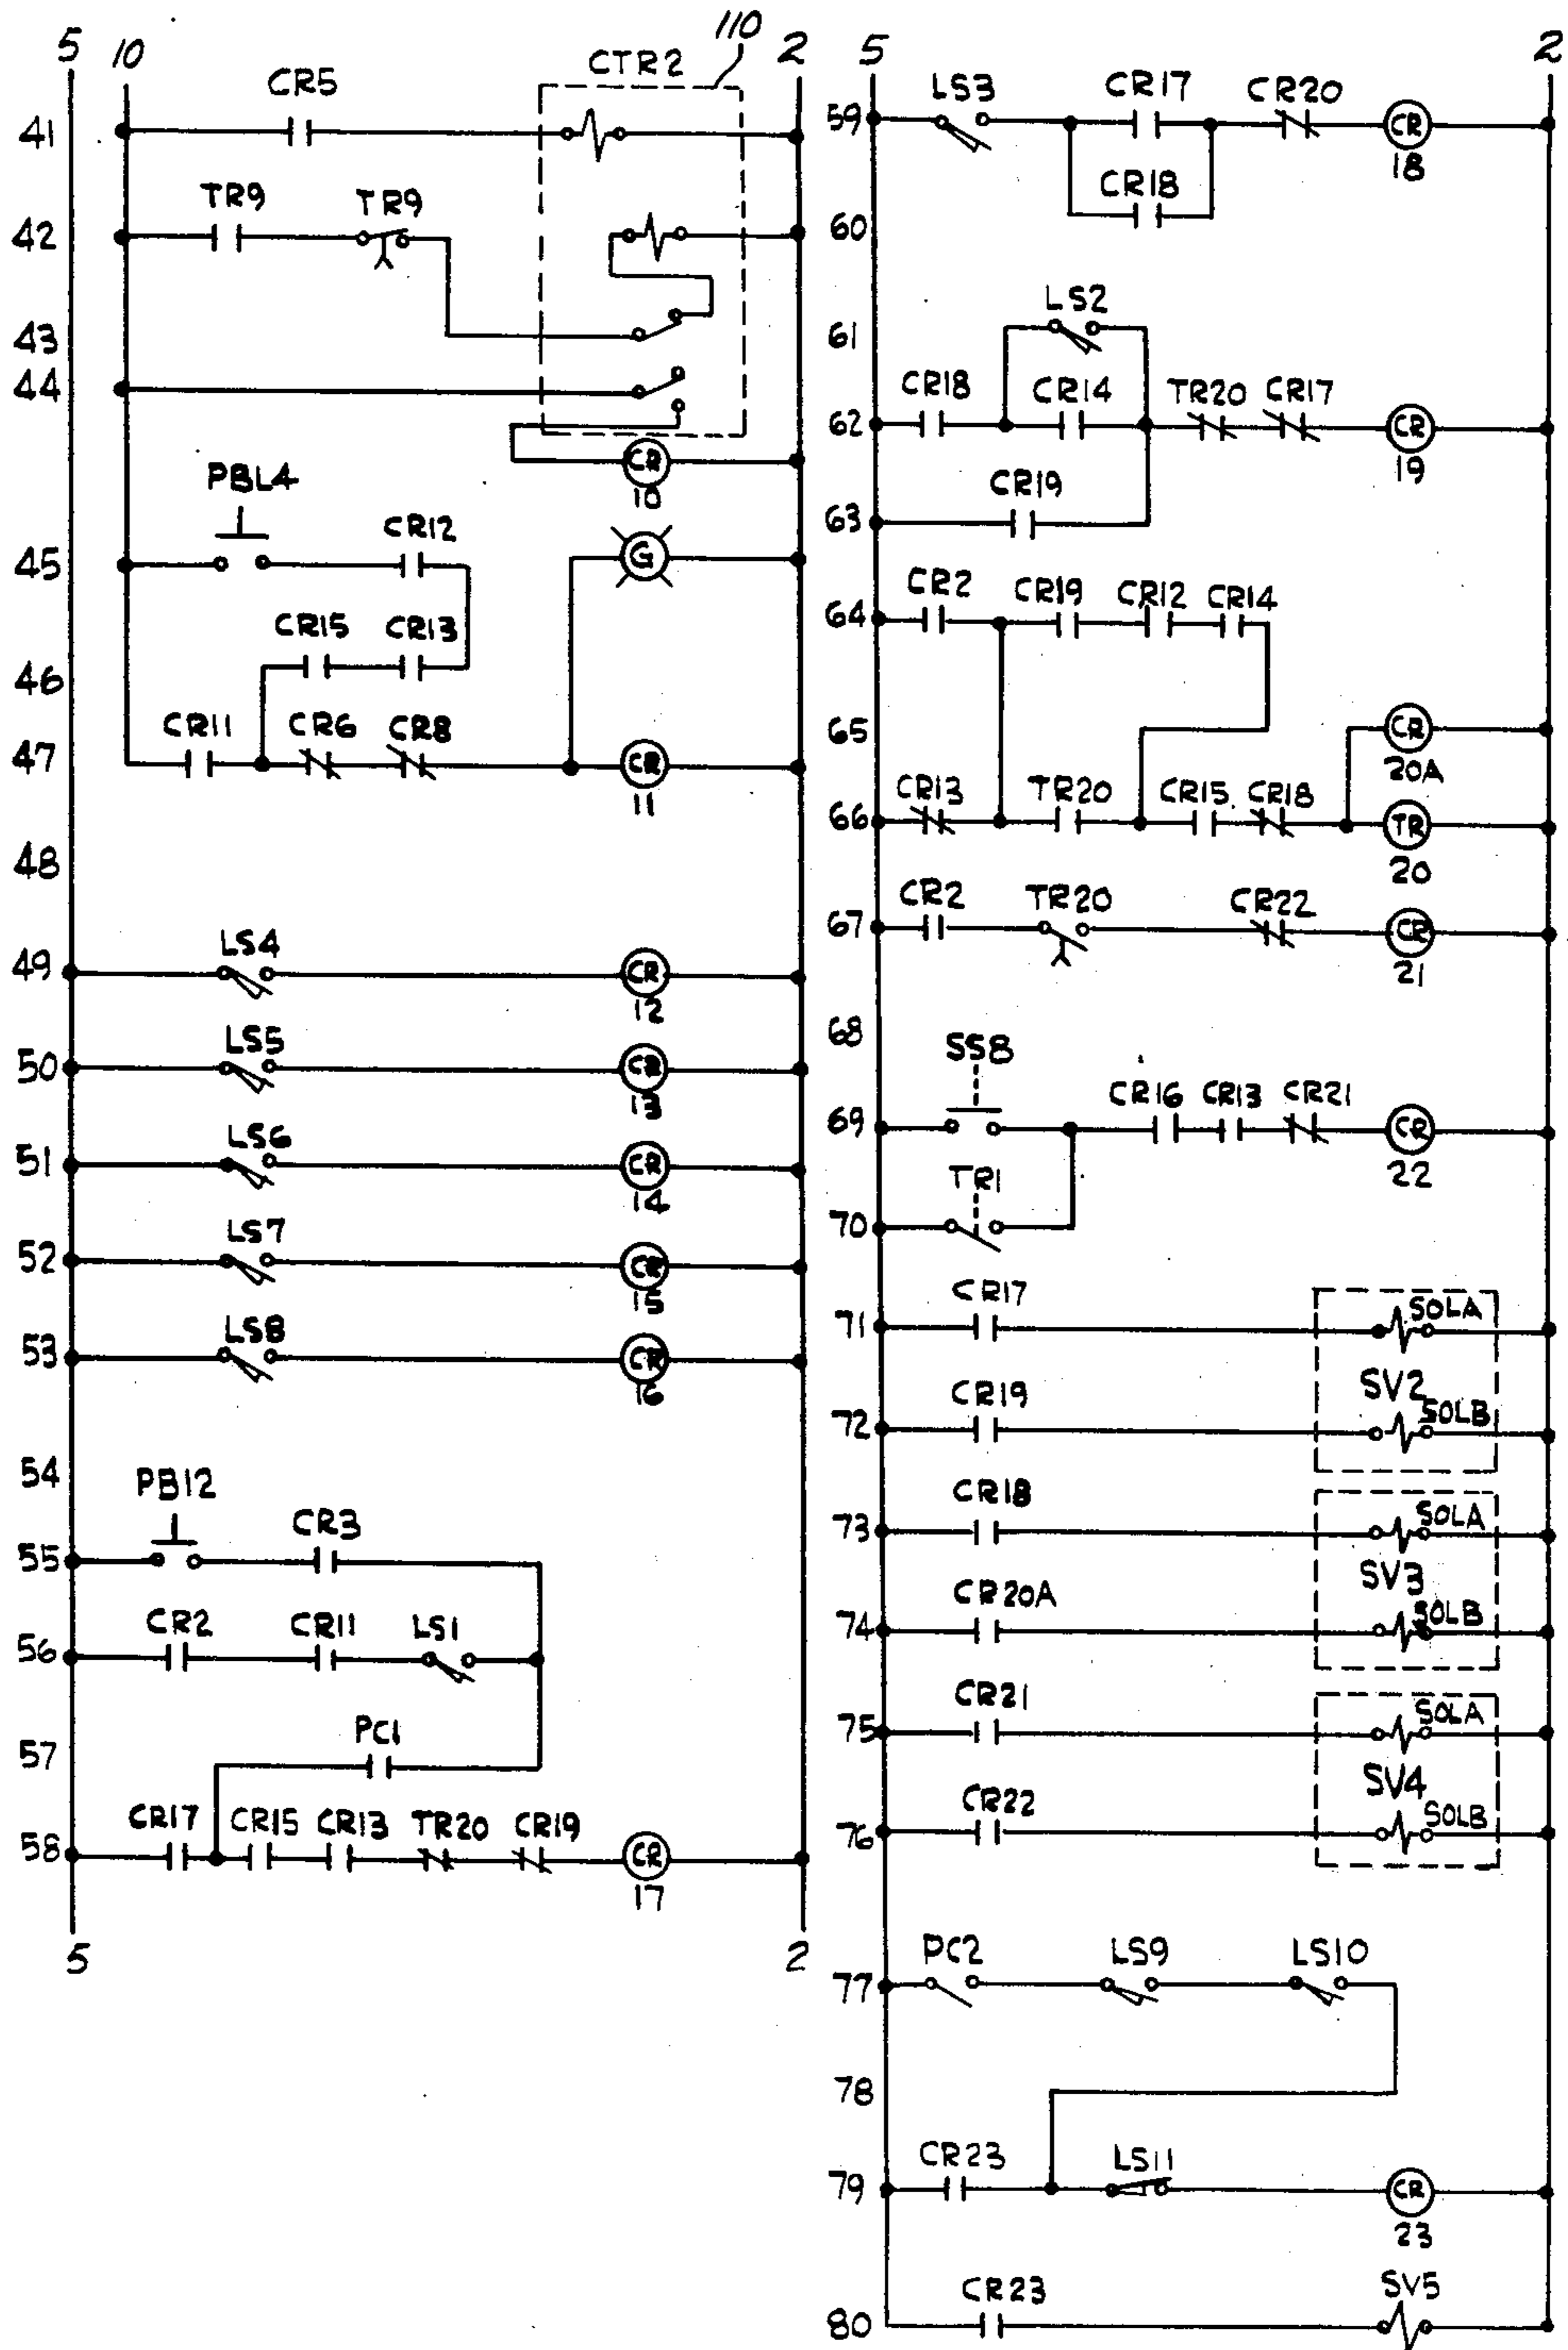 110
5 10 CTR2 2
CR5
41
TR9 TR9
42
43
44
CR
10
PBL4
CR12
45 G
CR15 CR13
46
CR11 CR6 CR8
47 CR
11
48
LS4
49 CR
12
LS5
50 CR
13
LS6
51 CR
14
LS7
52 CR
15
LS8
53 CR
16
54
PB12
CR3
55
CR2 CR11 LS1
56
PC1
57
CR17 CR15 CR13 TR20 CR19
58 CR
17
5 2
5 2
LS3 CR17 CR20
59 CR
18
CR18
60
LS2
61
CR18 CR14 TR20 CR17
62 CR
19
CR19
63
CR2 CR19 CR12 CR14
64
65 CR
20A
CR13 TR20 CR15 CR18
66 TR
20
CR2 TR20 CR22
67 CR
21
68
SS8
CR16 CR13 CR21
69 CR
22
TR1
70
CR17 SOLA
71
SV2
CR19 SOLB
72
CR18 SOLA
73
SV3
CR20A SOLB
74
CR21 SOLA
75
SV4
CR22 SOLB
76
PC2 LS9 LS10
77
78
CR23 LS11
79 CR
23
CR23 SV5
80